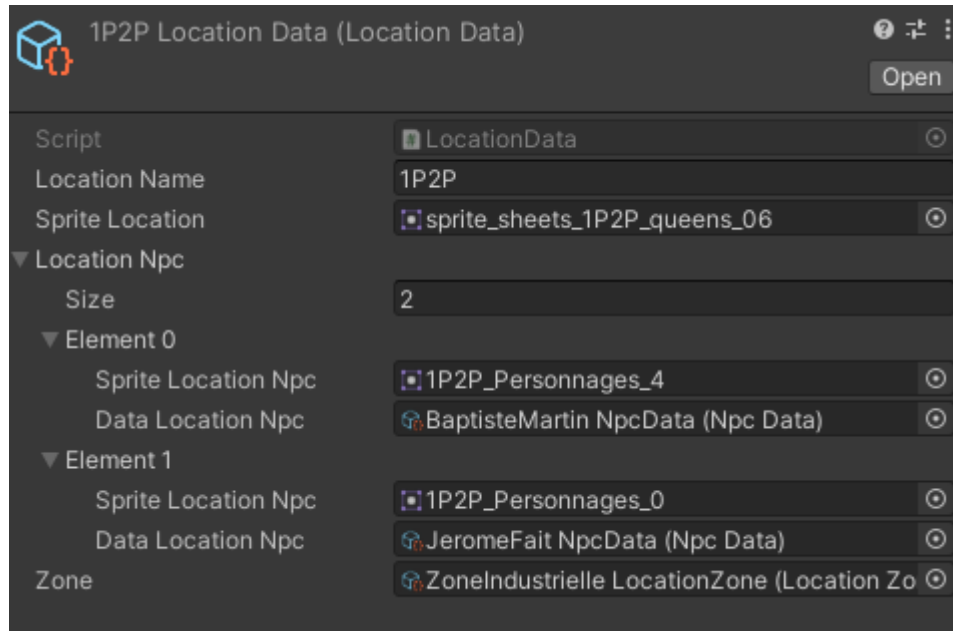 1P2P Location Data (Location Data)
Open
Script LocationData
Location Name 1P2P
Sprite Location sprite_sheets_1P2P_queens_06
Location Npc
Size 2
Element 0
Sprite Location Npc 1P2P_Personnages_4
Data Location Npc BaptisteMartin NpcData (Npc Data)
Element 1
Sprite Location Npc 1P2P_Personnages_0
Data Location Npc JeromeFait NpcData (Npc Data)
Zone ZoneIndustrielle LocationZone (Location Zo